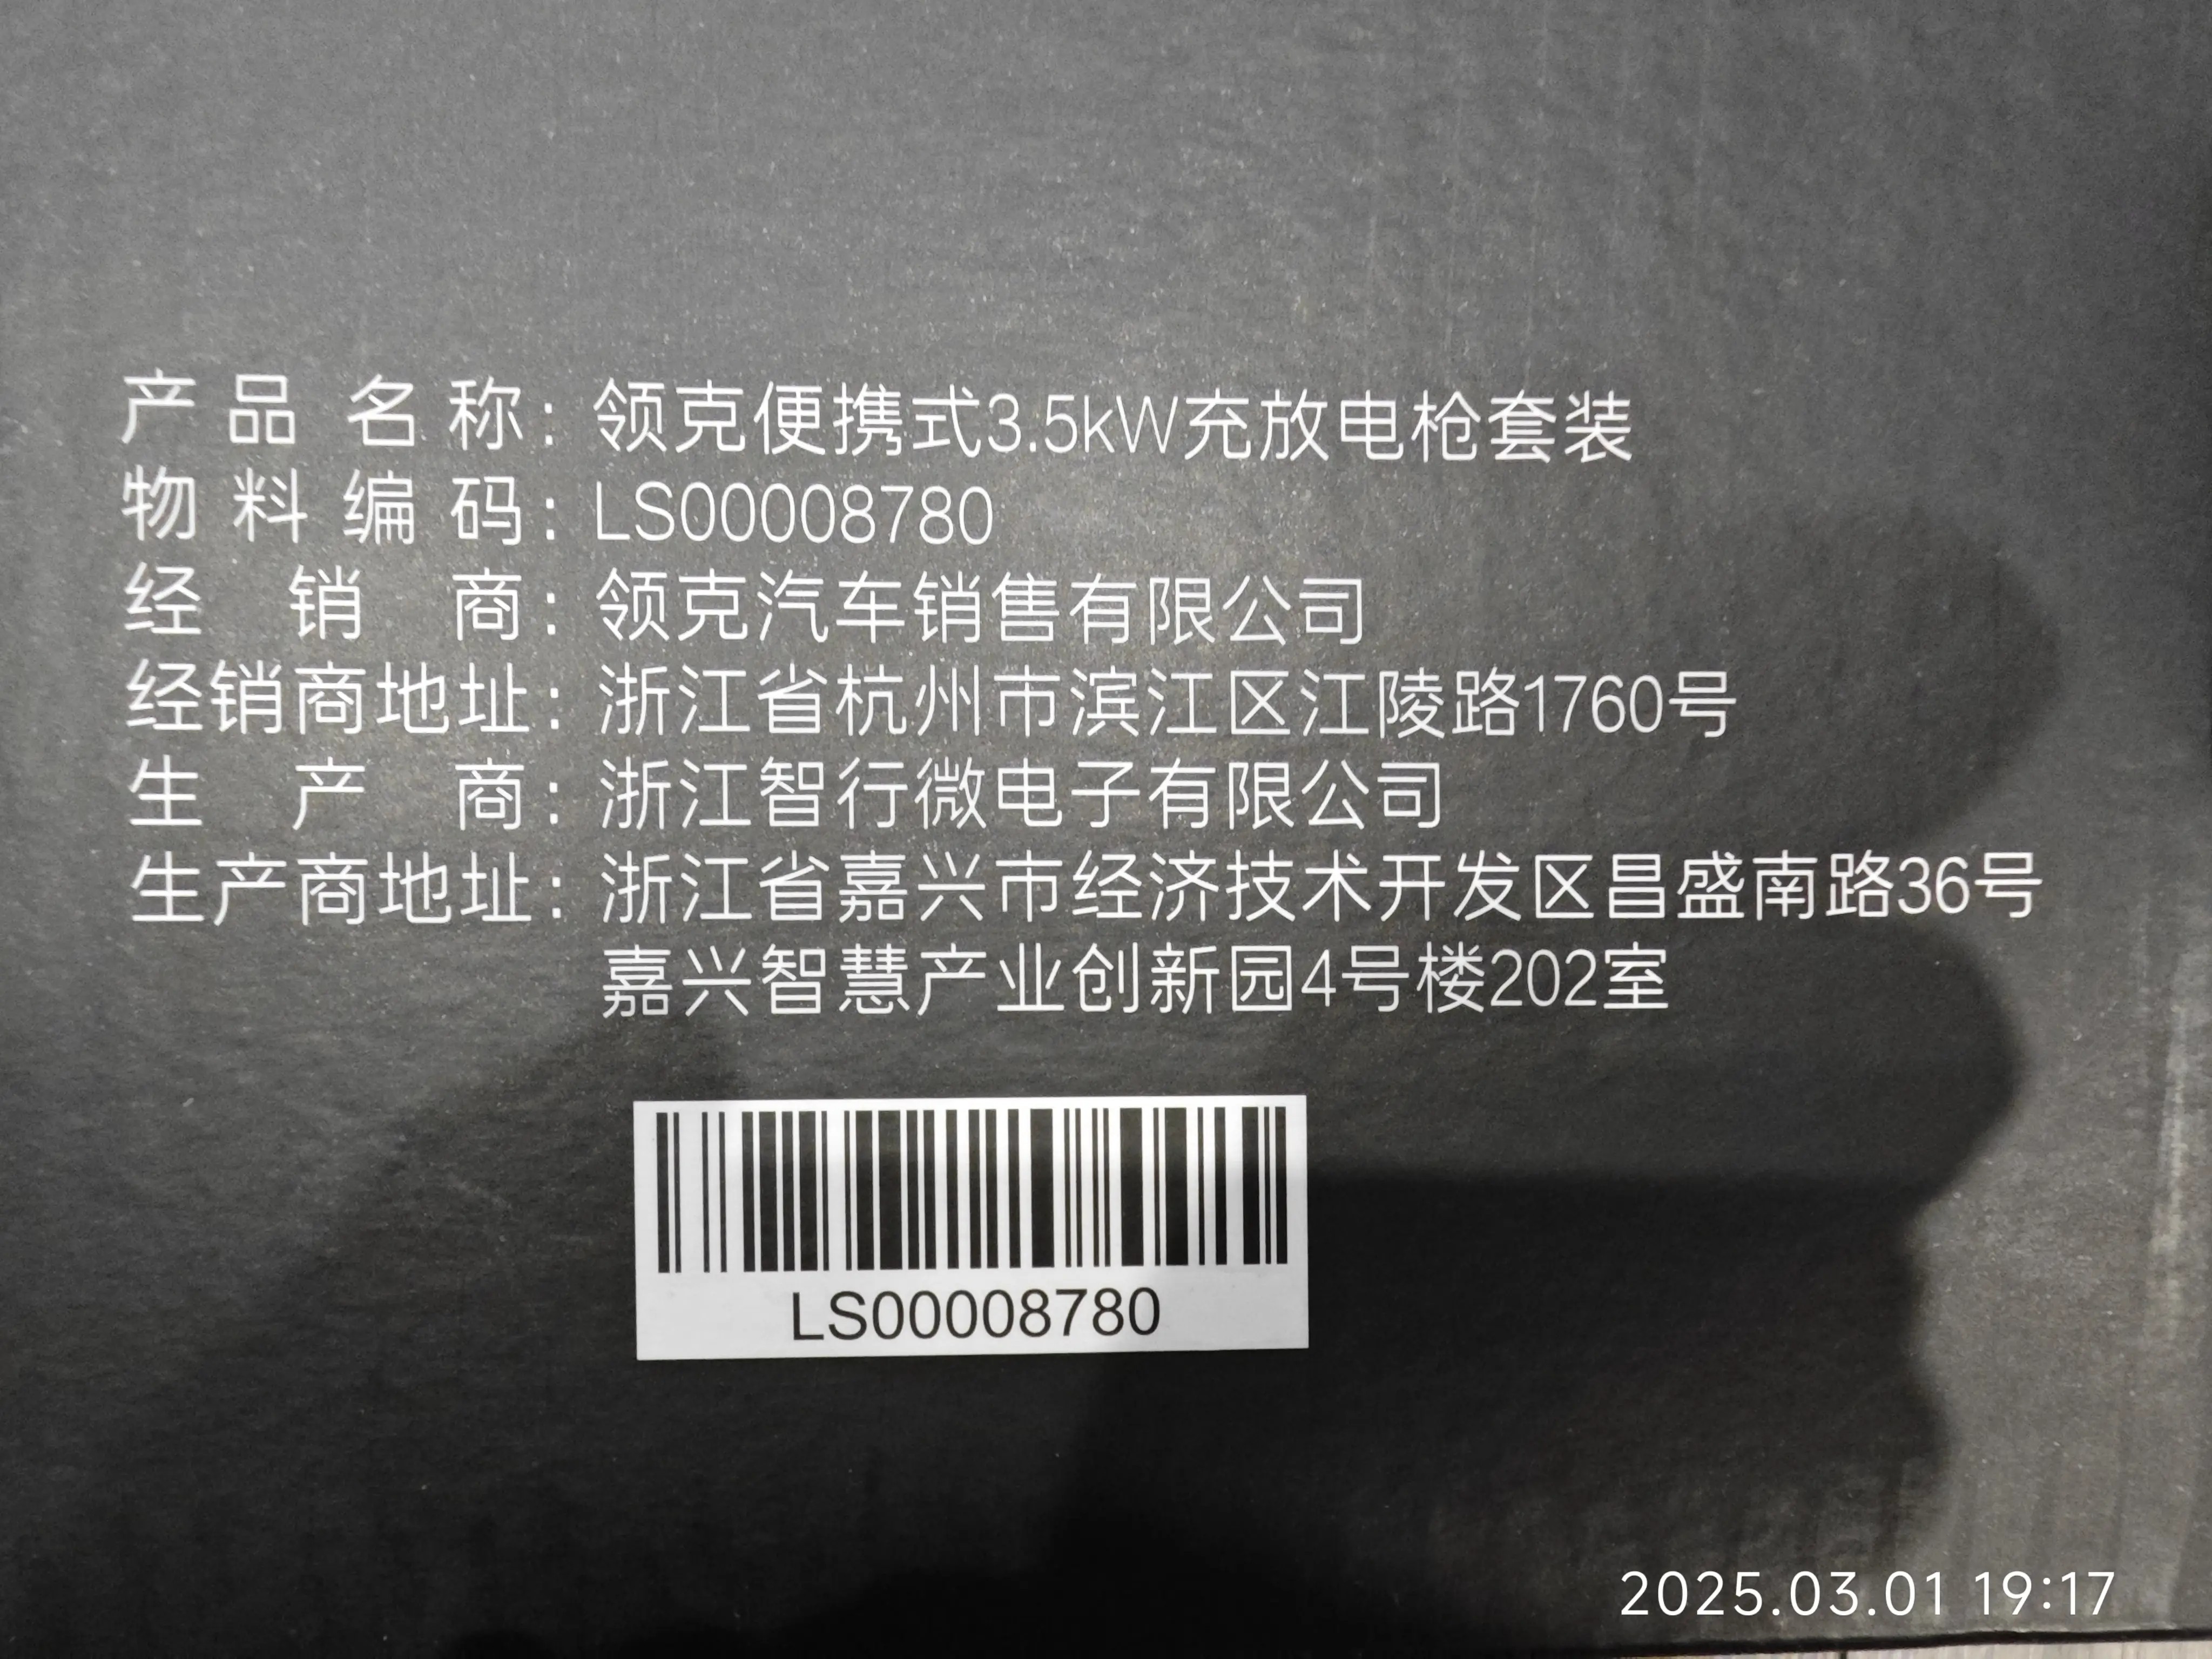 产品名称：领克便携式3.5kW充放电枪套装
物料编码：LS00008780
经销商：领克汽车销售有限公司
经销商地址：浙江省杭州市滨江区江陵路1760号
生产商：浙江智行微电子有限公司
生产商地址：浙江省嘉兴市经济技术开发区昌盛南路36号
嘉兴智慧产业创新园4号楼202室
LS00008780
2025.03.01 19:17